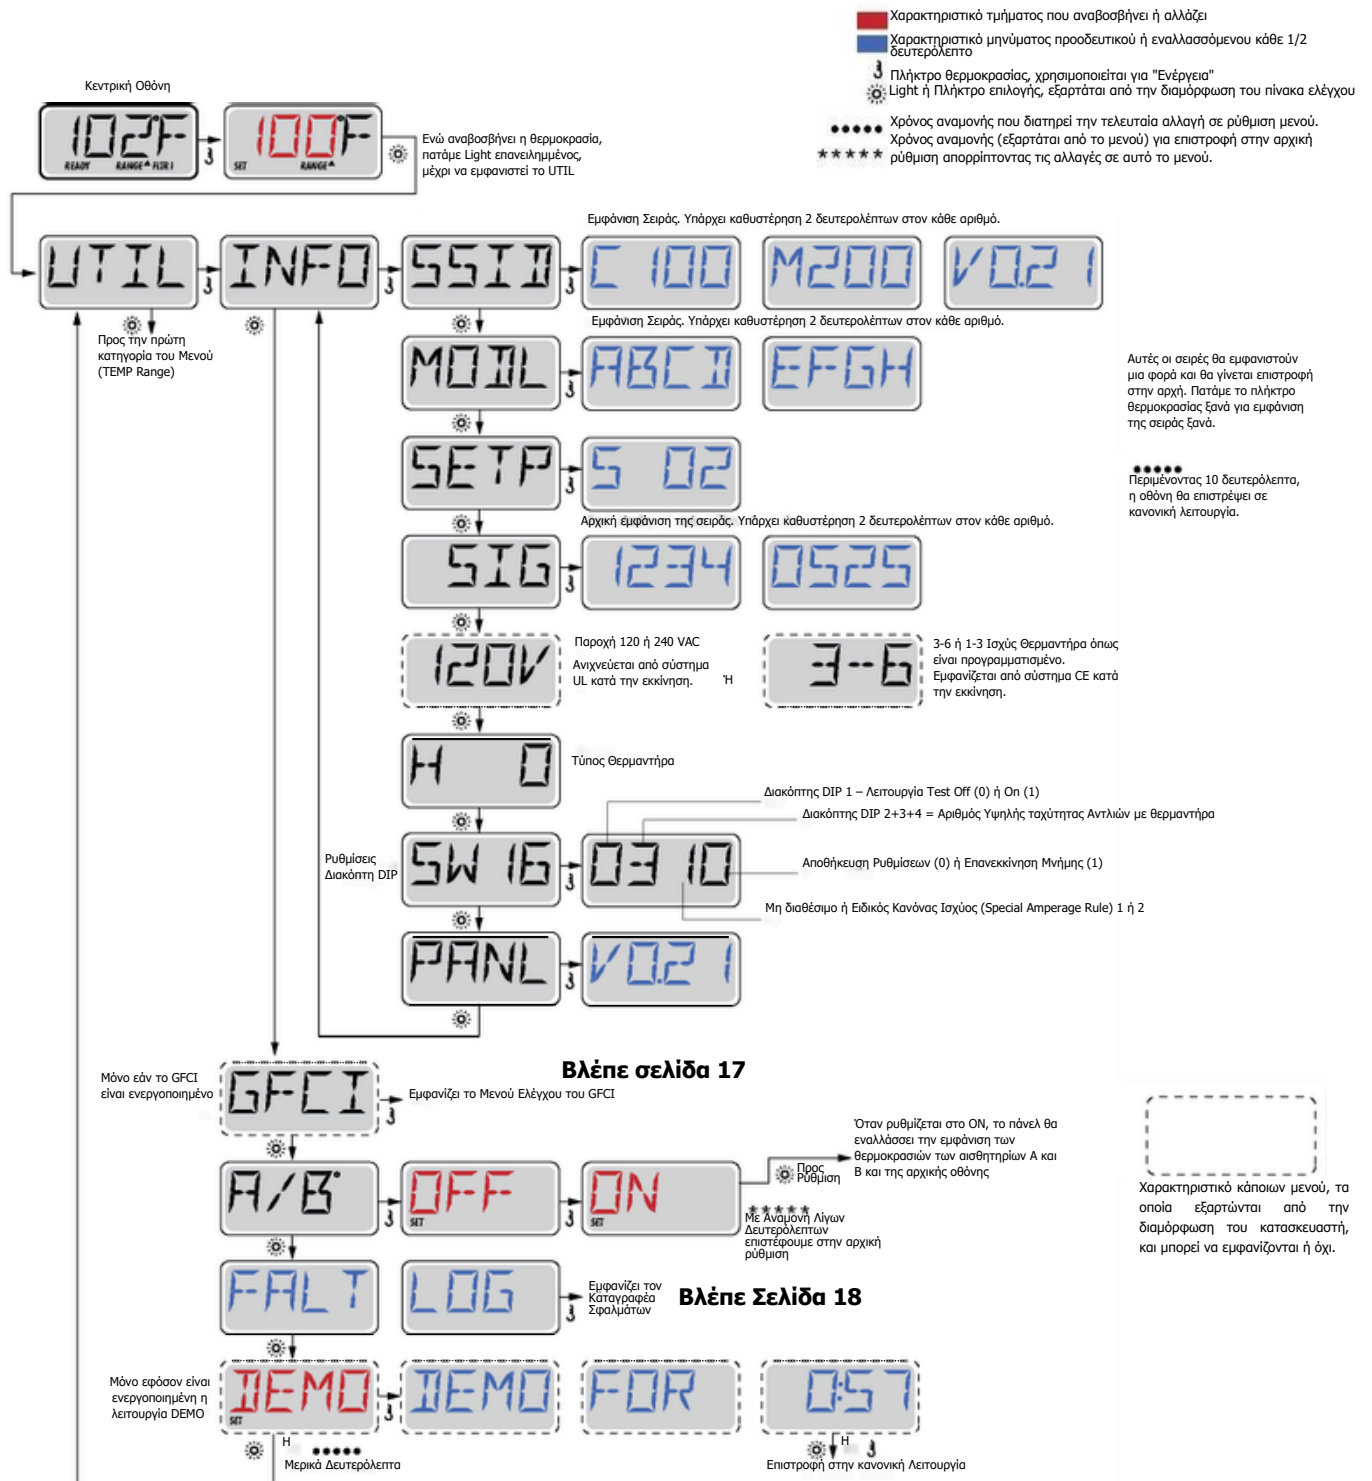 Χαρακτηριστικό τμήματος που αναβοσβήνει ή αλλάζει
Χαρακτηριστικό μηνύματος προοδευτικού ή εναλλασσόμενου κάθε 1/2
δευτερόλεπτο
Πλήκτρο θερμοκρασίας, χρησιμοποιείται για "Ενέργεια"
Light ή Πλήκτρο επιλογής, εξαρτάται από την διαμόρφωση του πίνακα ελέγχου
Χρόνος αναμονής που διατηρεί την τελευταία αλλαγή σε ρύθμιση μενού.
***** Χρόνος αναμονής (εξαρτάται από το μενού) για επιστροφή στην αρχική
ρύθμιση απορρίπτοντας τις αλλαγές σε αυτό το μενού.
Κεντρική Οθόνη
102°F
READY RANGE FLTR 1
100°F
SET RANGE
Ενώ αναβοσβήνει η θερμοκρασία,
πατάμε Light επανειλημμένος,
μέχρι να εμφανιστεί το UTIL
Εμφάνιση Σειράς. Υπάρχει καθυστέρηση 2 δευτερολέπτων στον κάθε αριθμό.
UTIL INFO SSID C 100 M200 V0.21
Προς την πρώτη
κατηγορία του Μενού
(TEMP Range)
Εμφάνιση Σειράς. Υπάρχει καθυστέρηση 2 δευτερολέπτων στον κάθε αριθμό.
MODL ABCD EFGH
Αυτές οι σειρές θα εμφανιστούν
μια φορά και θα γίνεται επιστροφή
στην αρχή. Πατάμε το πλήκτρο
θερμοκρασίας ξανά για εμφάνιση
της σειράς ξανά.
SETP S 02
Περιμένοντας 10 δευτερόλεπτα,
η οθόνη θα επιστρέψει σε
κανονική λειτουργία.
Αρχική εμφάνιση της σειράς. Υπάρχει καθυστέρηση 2 δευτερολέπτων στον κάθε αριθμό.
SIG 1234 0525
120V
Παροχή 120 ή 240 VAC
Ανιχνεύεται από σύστημα
UL κατά την εκκίνηση.
Ή
3-6
3-6 ή 1-3 Ισχύς Θερμαντήρα όπως
είναι προγραμματισμένο.
Εμφανίζεται από σύστημα CE κατά
την εκκίνηση.
H 0
Τύπος Θερμαντήρα
Διακόπτης DIP 1 – Λειτουργία Test Off (0) ή On (1)
Διακόπτης DIP 2+3+4 = Αριθμός Υψηλής ταχύτητας Αντλιών με θερμαντήρα
Ρυθμίσεις
Διακόπτη DIP
SW 16 0310
Αποθήκευση Ρυθμίσεων (0) ή Επανεκκίνηση Μνήμης (1)
Μη διαθέσιμο ή Ειδικός Κανόνας Ισχύος (Special Amperage Rule) 1 ή 2
PANL V0.21
Βλέπε σελίδα 17
Μόνο εάν το GFCI
είναι ενεργοποιημένο
GFCI
Εμφανίζει το Μενού Ελέγχου του GFCI
A/B° OFF ON
SET SET
Προς
Ρύθμιση
Όταν ρυθμίζεται στο ON, το πάνελ θα
εναλλάσσει την εμφάνιση των
θερμοκρασιών των αισθητηρίων Α και
Β και της αρχικής οθόνης
*****
Με Αναμονή Λίγων
Δευτερόλεπτων
επιστέφουμε στην αρχική
ρύθμιση
Χαρακτηριστικό κάποιων μενού, τα
οποία εξαρτώνται από την
διαμόρφωση του κατασκευαστή,
και μπορεί να εμφανίζονται ή όχι.
FALT LOG
Εμφανίζει τον
Καταγραφέα
Σφαλμάτων
Βλέπε Σελίδα 18
Μόνο εφόσον είναι
ενεργοποιημένη η
λειτουργία DEMO
DEMO DEMO FOR 0:57
SET
Η
Μερικά Δευτερόλεπτα
Η
Επιστροφή στην κανονική Λειτουργία